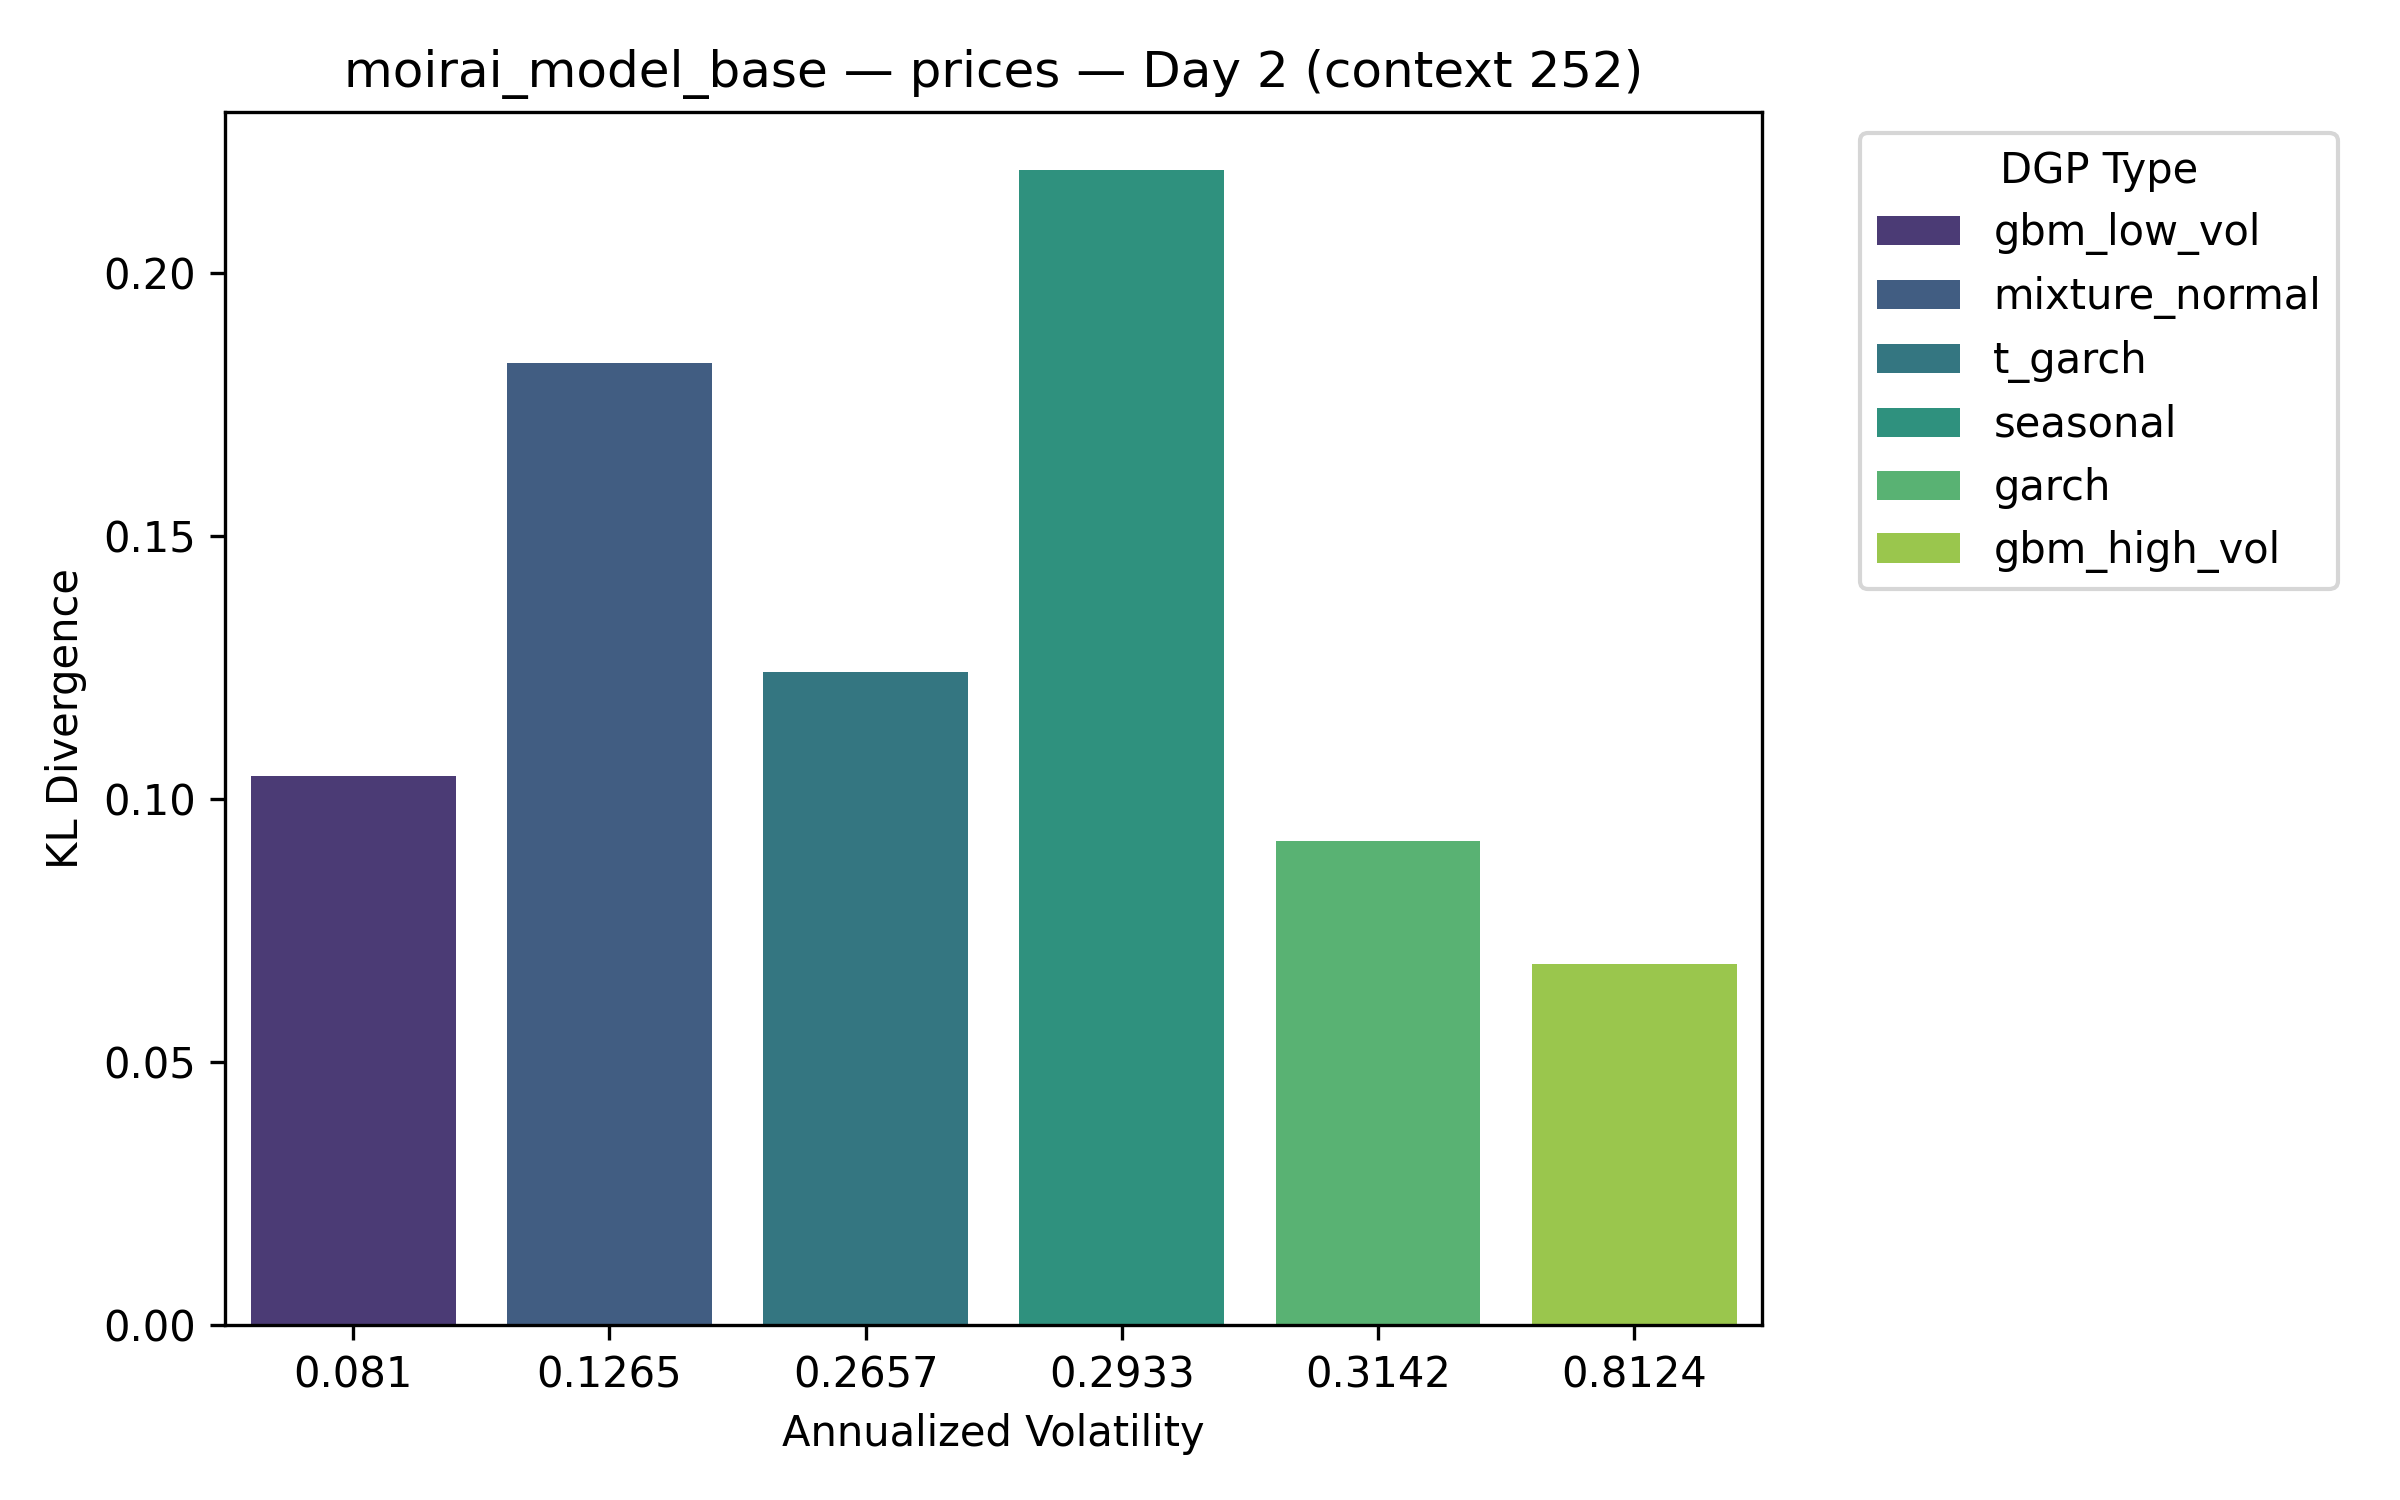 moirai_model_base — prices — Day 2 (context 252)
DGP Type
gbm_low_vol
mixture_normal
t_garch
seasonal
garch
gbm_high_vol
KL Divergence
0.20
0.15
0.10
0.05
0.00
0.081 0.1265 0.2657 0.2933 0.3142 0.8124
Annualized Volatility